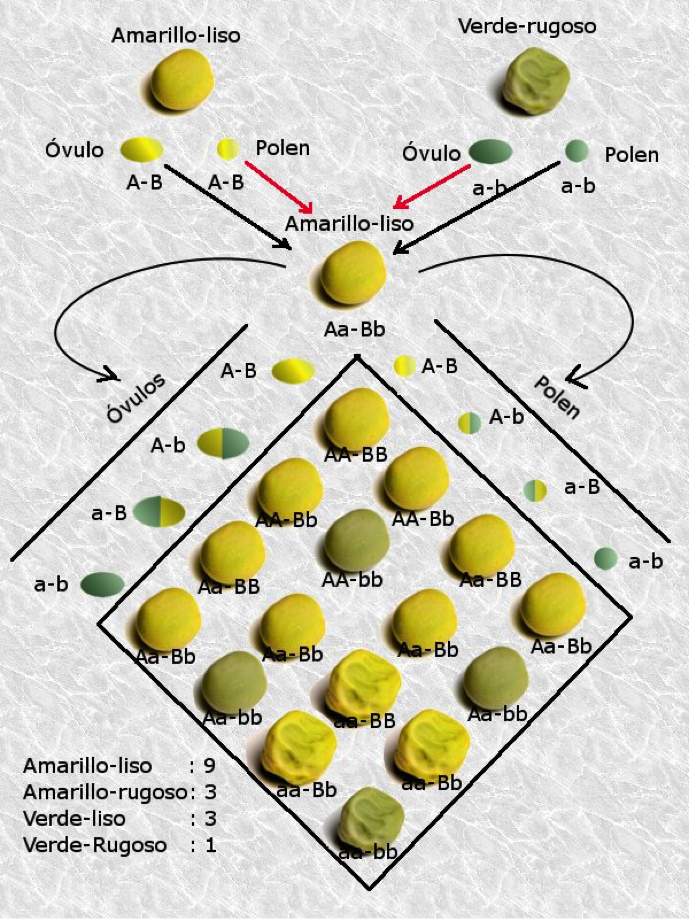 Amarillo-liso
Verde-rugoso
Óvulo
Polen
Óvulo
Polen
A-B
A-B
a-b
a-b
Amarillo-liso
Aa-Bb
Óvulos
Polen
A-B
A-B
A-b
A-b
a-B
a-B
a-b
a-b
AA-BB
AA-Bb
AA-Bb
Aa-BB
AA-bb
Aa-BB
Aa-Bb
Aa-Bb
Aa-Bb
Aa-Bb
Aa-bb
aa-BB
Aa-bb
aa-Bb
aa-Bb
aa-bb
Amarillo-liso : 9
Amarillo-rugoso: 3
Verde-liso : 3
Verde-Rugoso : 1